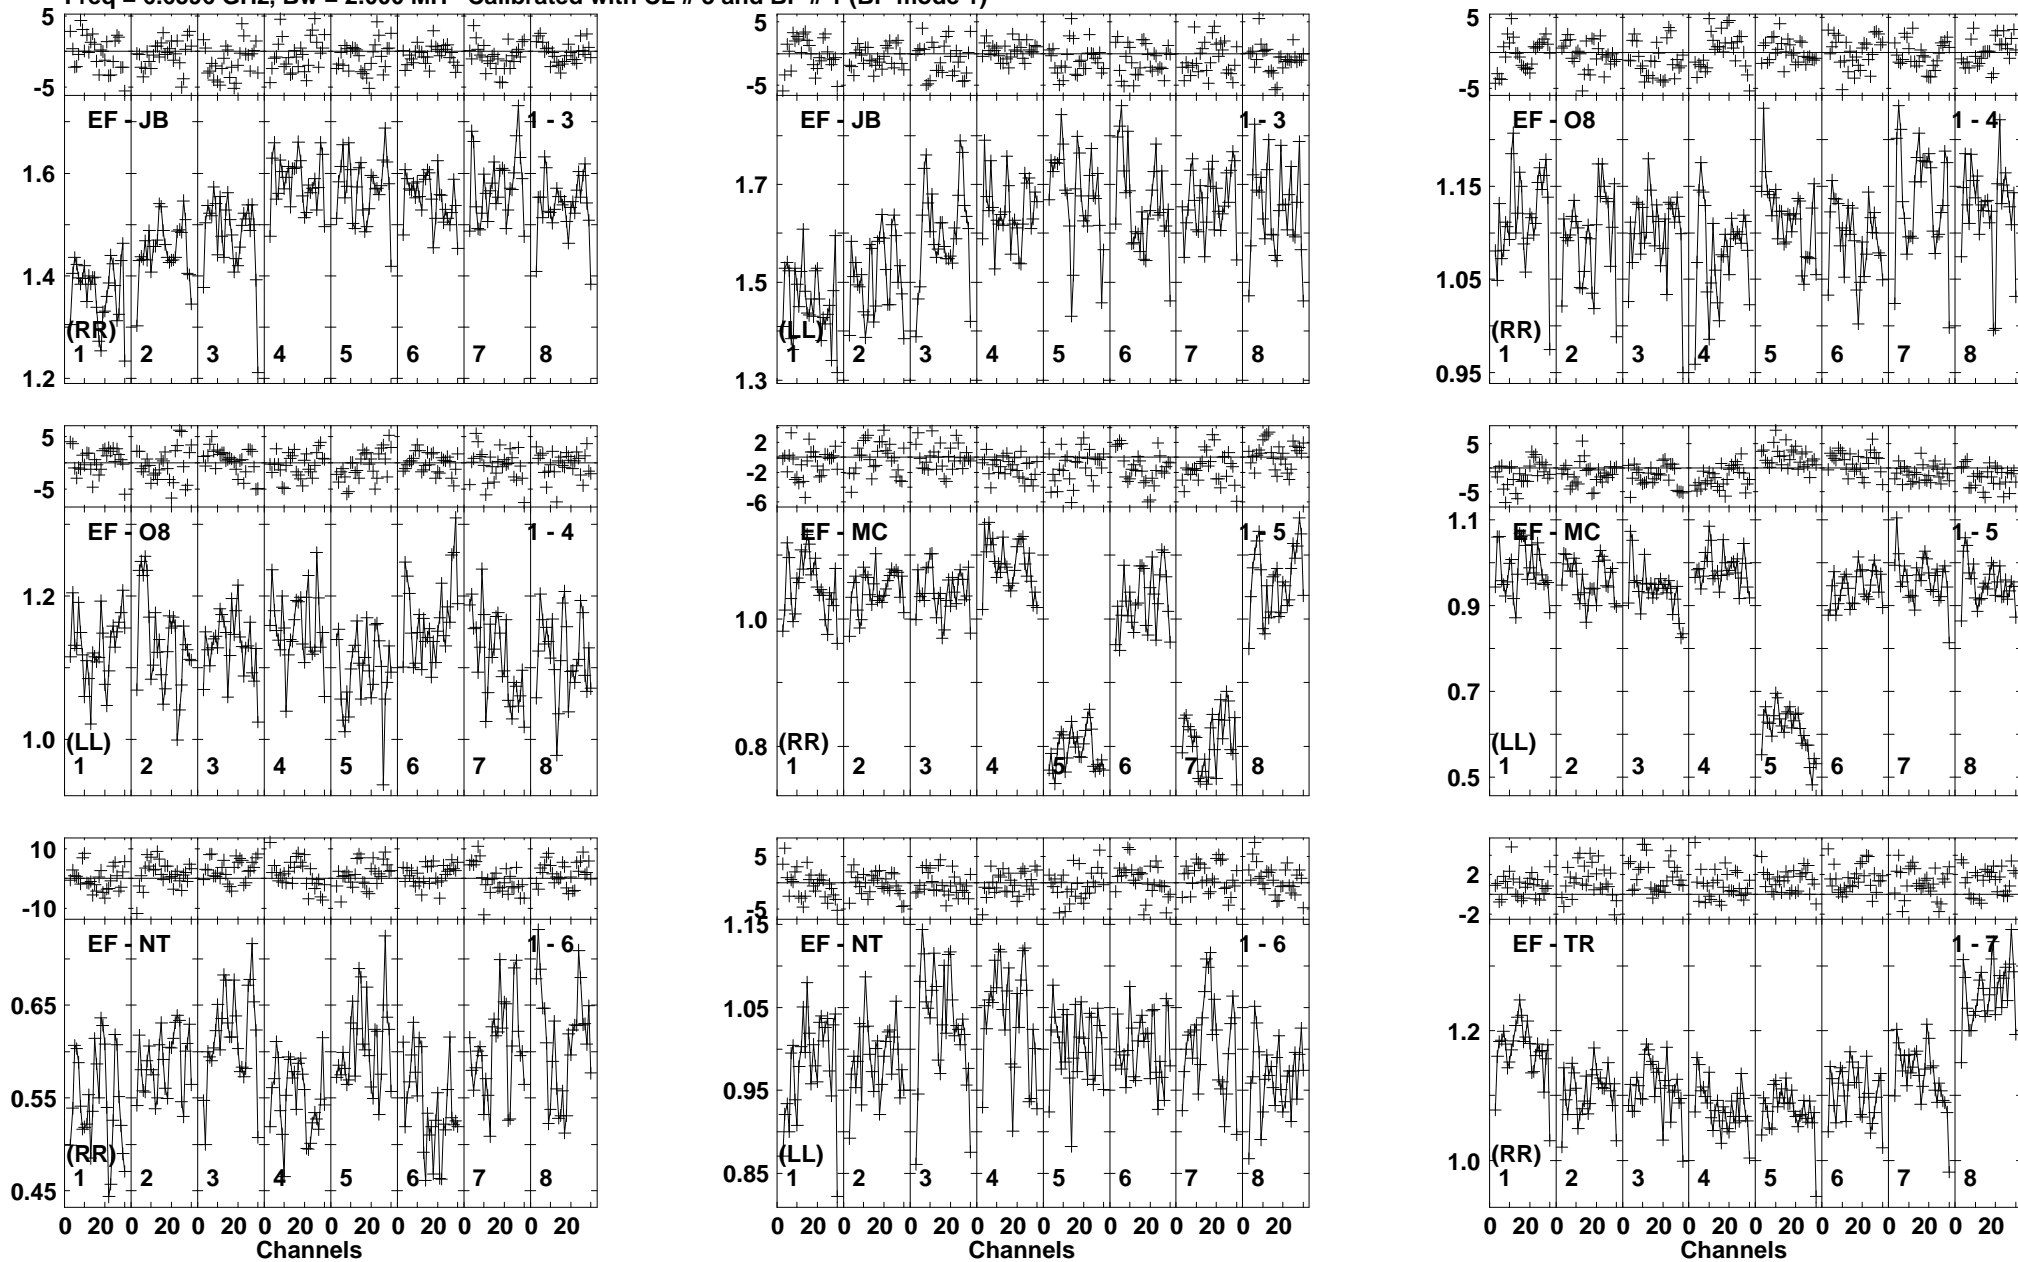 5
-5
EF - JB
1 - 3
1.6
1.4
1.2
(RR)
1 2 3 4 5 6 7 8
5
-5
EF - JB
1 - 3
1.7
1.5
1.3
(LL)
1 2 3 4 5 6 7 8
5
-5
EF - O8
1 - 4
1.15
1.05
0.95
(RR)
1 2 3 4 5 6 7 8
5
-5
EF - O8
1 - 4
1.2
1.0
(LL)
1 2 3 4 5 6 7 8
2
-2
-6
EF - MC
1 - 5
1.0
0.8
(RR)
1 2 3 4 5 6 7 8
5
-5
EF - MC
1 - 5
1.1
0.9
0.7
0.5
(LL)
1 2 3 4 5 6 7 8
10
-10
EF - NT
1 - 6
0.65
0.55
0.45
(RR)
1 2 3 4 5 6 7 8
0 20 0 20 0 20 0 20 0 20 0 20 0 20 0 20
Channels
5
-5
EF - NT
1 - 6
1.15
1.05
0.95
0.85
(LL)
1 2 3 4 5 6 7 8
0 20 0 20 0 20 0 20 0 20 0 20 0 20 0 20
Channels
2
-2
EF - TR
1 - 7
1.2
1.0
(RR)
1 2 3 4 5 6 7 8
0 20 0 20 0 20 0 20 0 20 0 20 0 20 0 20
Channels